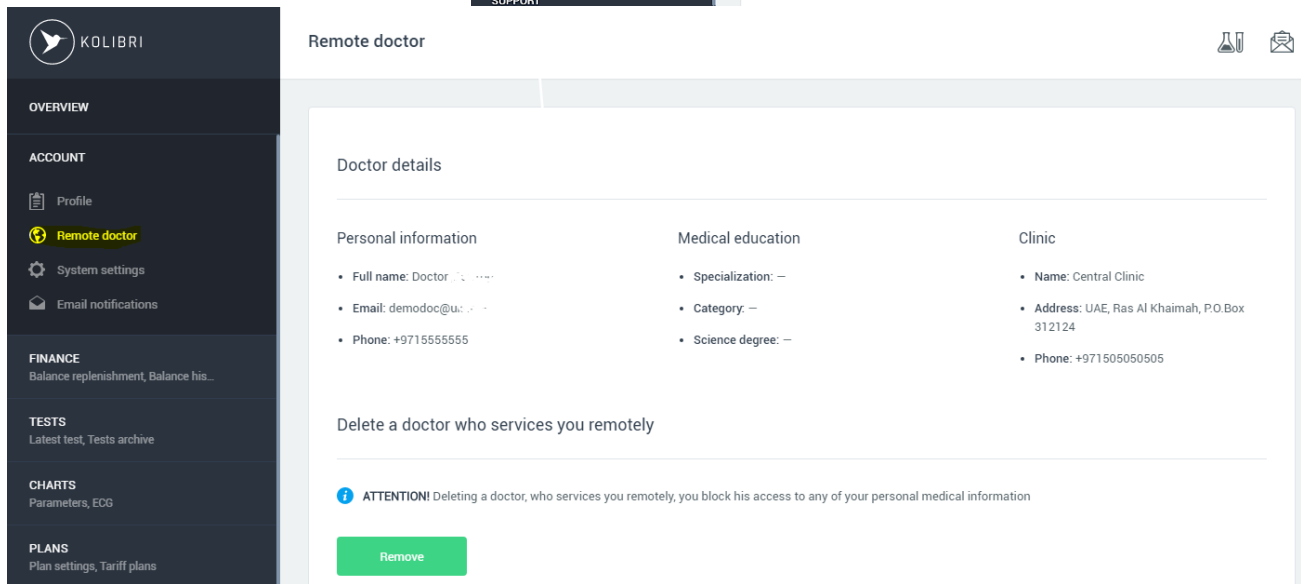 SUPPORT
KOLIBRI
Remote doctor
OVERVIEW
ACCOUNT
Profile
Remote doctor
System settings
Email notifications
FINANCE
Balance replenishment, Balance his...
TESTS
Latest test, Tests archive
CHARTS
Parameters, ECG
PLANS
Plan settings, Tariff plans
Doctor details
Personal information
• Full name: Doctor
• Email: demodoc@u
• Phone: +9715555555
Medical education
• Specialization: —
• Category: —
• Science degree: —
Clinic
• Name: Central Clinic
• Address: UAE, Ras Al Khaimah, P.O.Box
312124
• Phone: +971505050505
Delete a doctor who services you remotely
ATTENTION! Deleting a doctor, who services you remotely, you block his access to any of your personal medical information
Remove